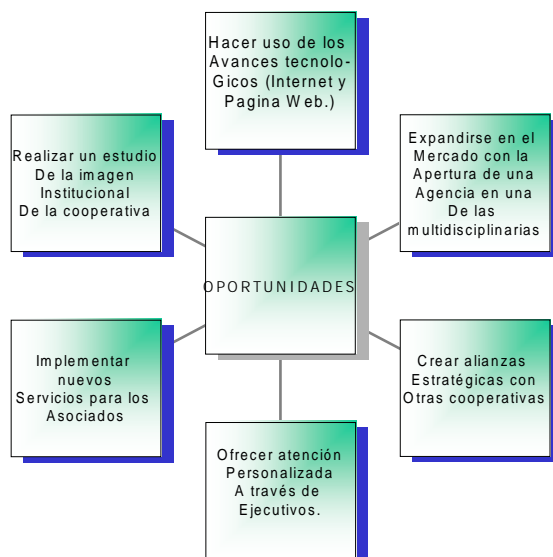 Hacer uso de los
Avances tecnolo-
Gicos (Internet y
Pagina Web.)
Realizar un estudio
De la imagen
Institucional
De la cooperativa
Expandirse en el
Mercado con la
Apertura de una
Agencia en una
De las
multidisciplinarias
OPORTUNIDADES
Implementar
nuevos
Servicios para los
Asociados
Crear alianzas
Estratégicas con
Otras cooperativas
Ofrecer atención
Personalizada
A través de
Ejecutivos.